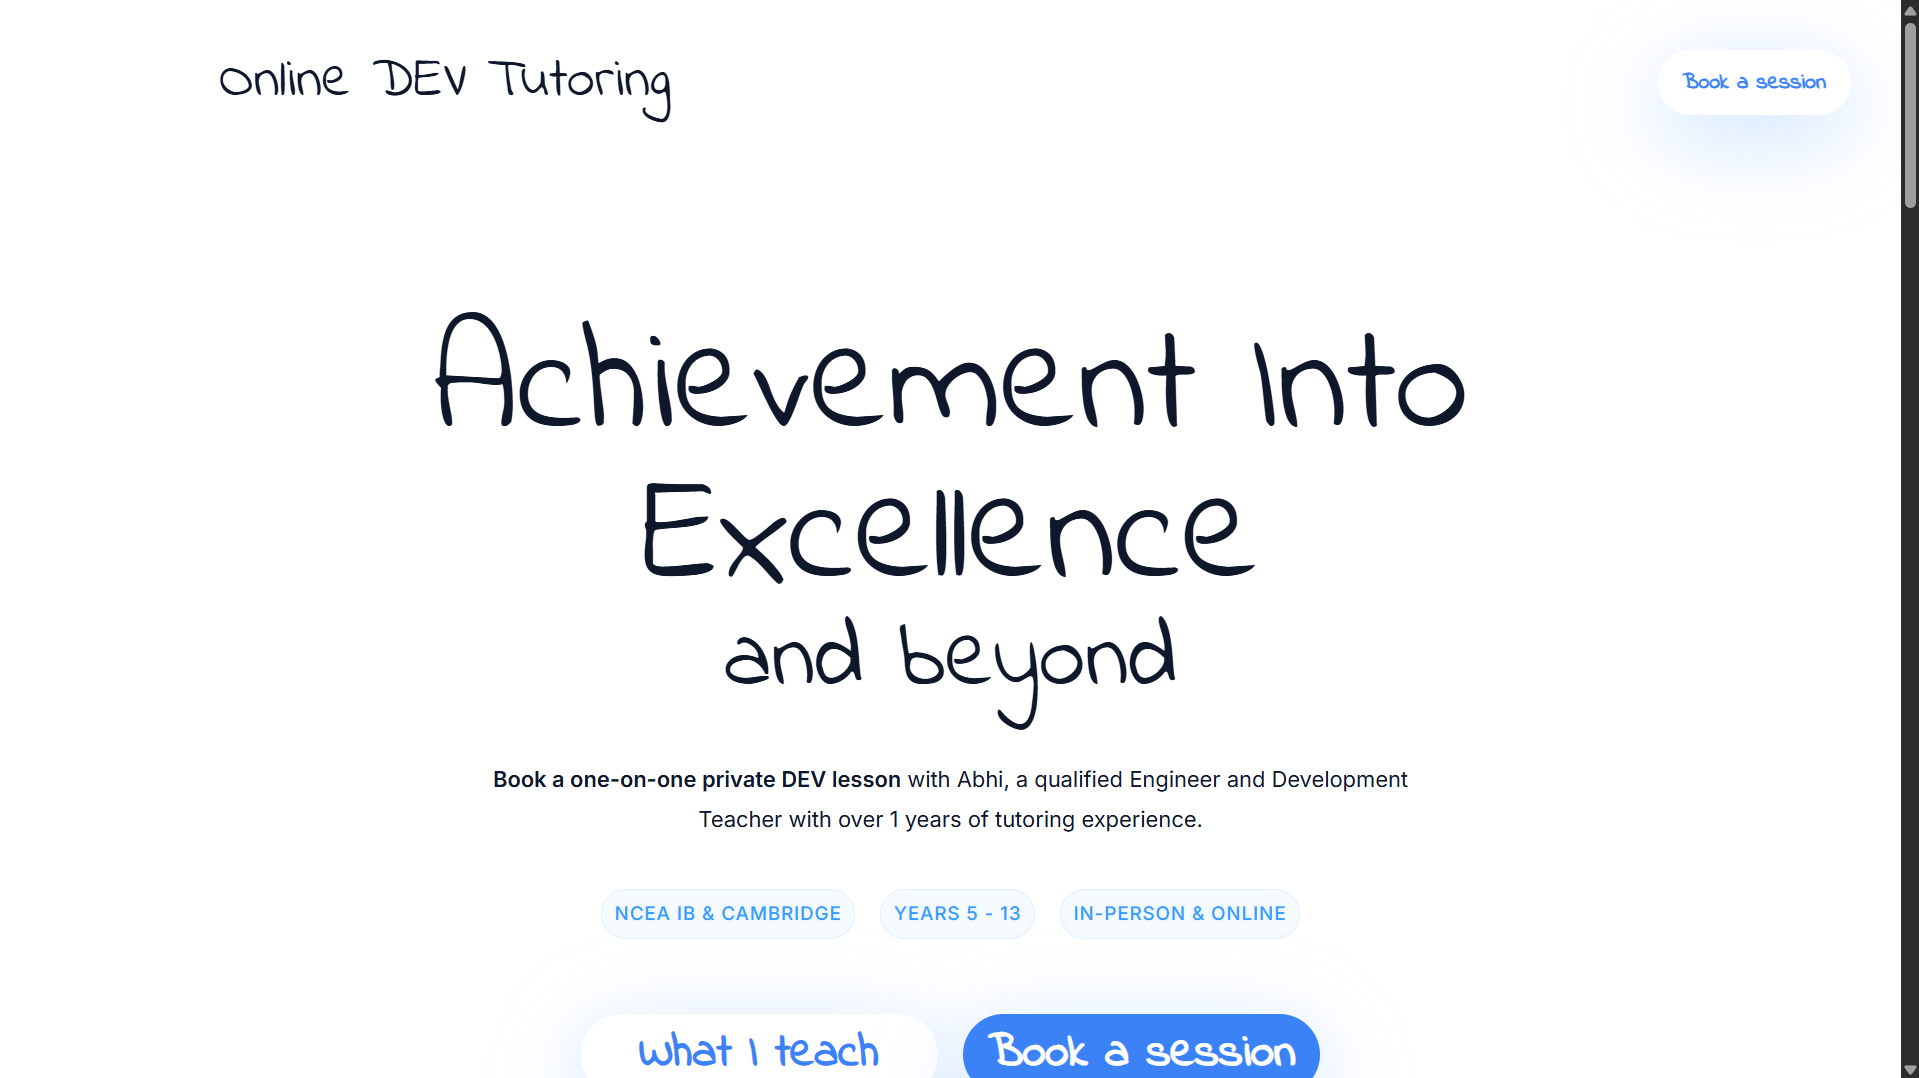 Online DEV Tutoring
Book a session
Achievement Into
Excellence
and beyond
Book a one-on-one private DEV lesson with Abhi, a qualified Engineer and Development
Teacher with over 1 years of tutoring experience.
NCEA IB & CAMBRIDGE
YEARS 5 - 13
IN-PERSON & ONLINE
What I teach
Book a session